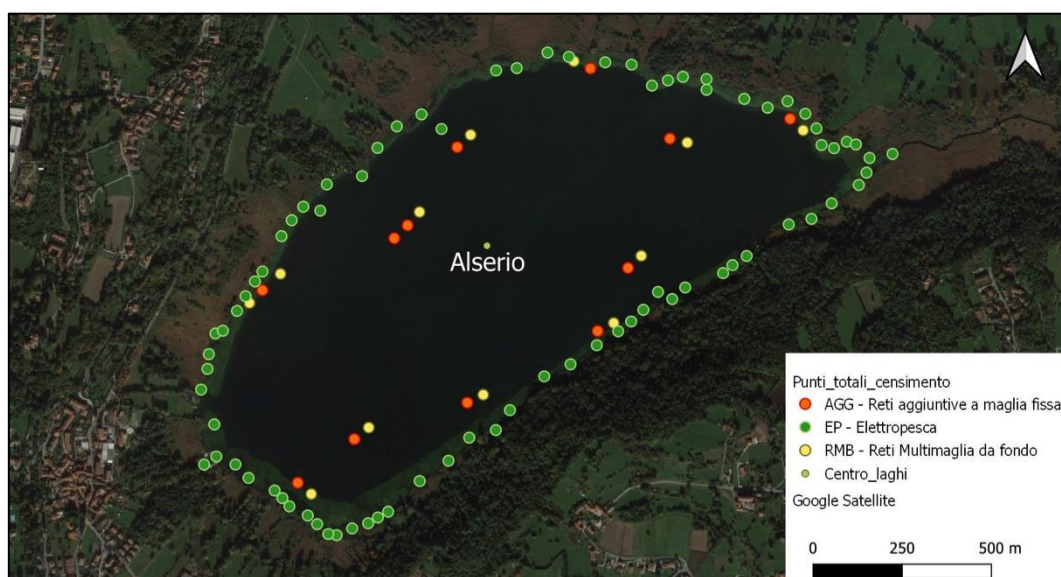 Alserio
Punti_totali_censimento
AGG - Reti aggiuntive a maglia fissa
EP - Elettropesca
RMB - Reti Multimaglia da fondo
Centro_laghi
Google Satellite
0 250 500 m